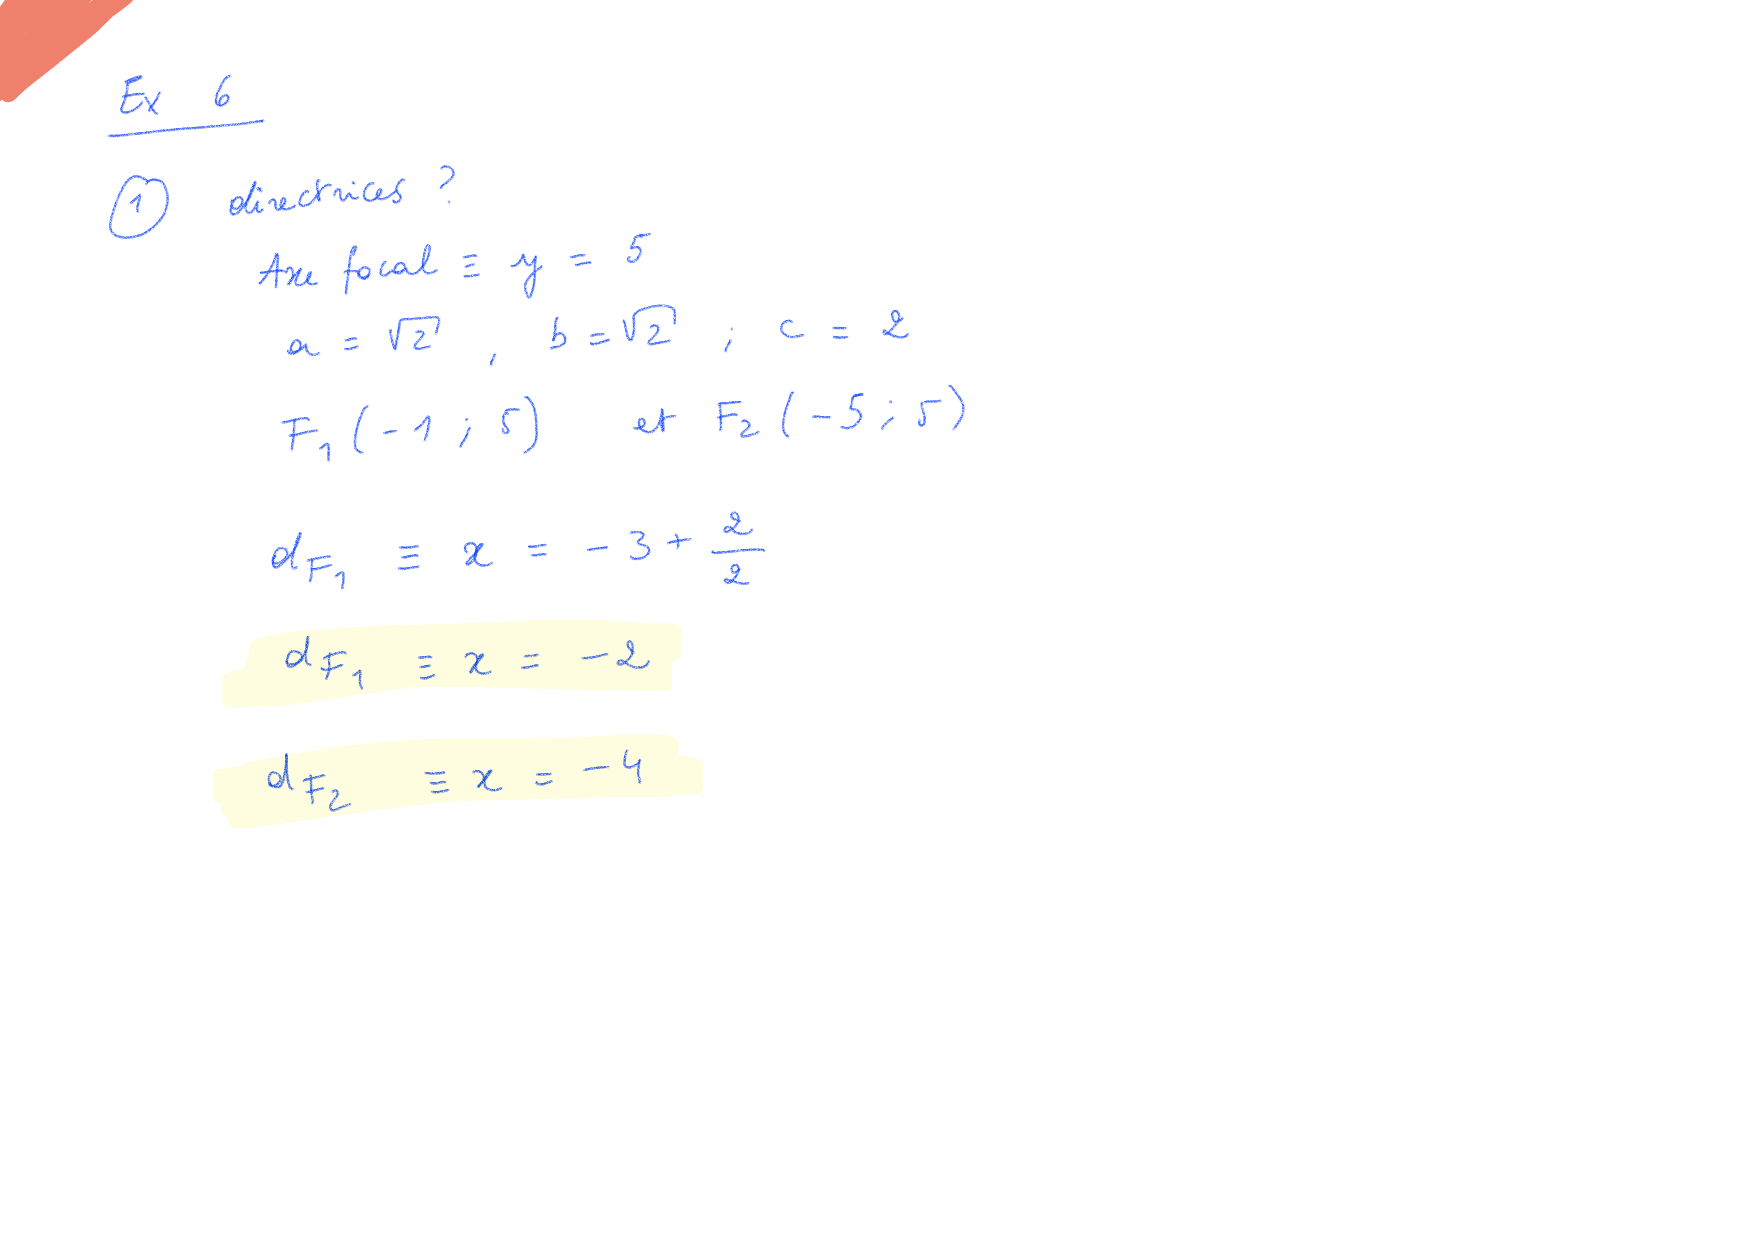 Ex 6
① directrices ?
Axe focal ≡ y = 5
a = √2 , b = √2 ; c = 2
F₁ (-1 ; 5) et F₂ (-5 ; 5)
d_F₁ ≡ x = -3 + 2/2
d_F₁ ≡ x = -2
d_F₂ ≡ x = -4